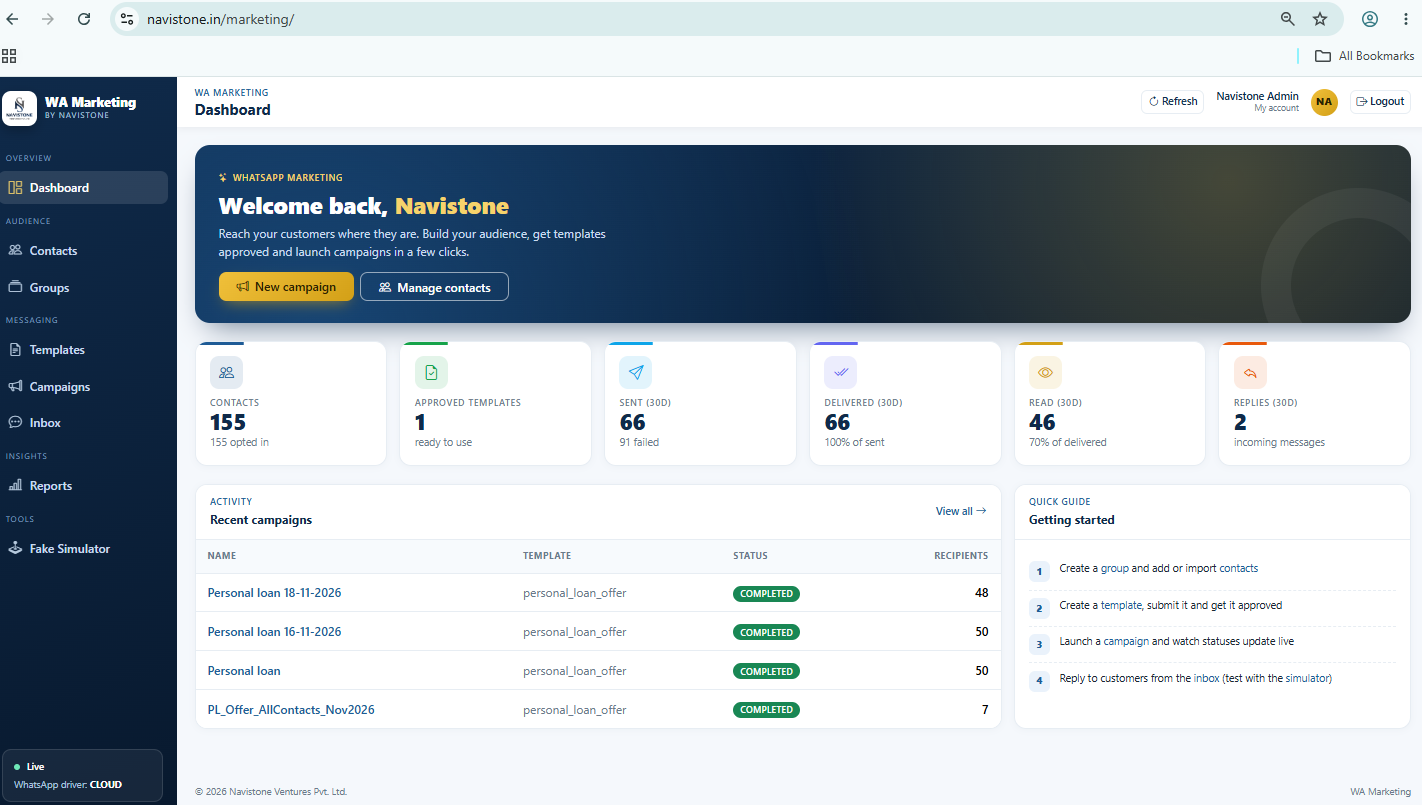 navistone.in/marketing/
All Bookmarks
NAVISTONE
WA Marketing
BY NAVISTONE
OVERVIEW
Dashboard
AUDIENCE
Contacts
Groups
MESSAGING
Templates
Campaigns
Inbox
INSIGHTS
Reports
TOOLS
Fake Simulator
Live
WhatsApp driver: CLOUD
WA MARKETING
Dashboard
Refresh
Navistone Admin
My account
NA
Logout
WHATSAPP MARKETING
Welcome back, Navistone
Reach your customers where they are. Build your audience, get templates
approved and launch campaigns in a few clicks.
New campaign
Manage contacts
CONTACTS
155
155 opted in
APPROVED TEMPLATES
1
ready to use
SENT (30D)
66
91 failed
DELIVERED (30D)
66
100% of sent
READ (30D)
46
70% of delivered
REPLIES (30D)
2
incoming messages
ACTIVITY
Recent campaigns
View all →
NAME TEMPLATE STATUS RECIPIENTS
Personal loan 18-11-2026 personal_loan_offer COMPLETED 48
Personal loan 16-11-2026 personal_loan_offer COMPLETED 50
Personal loan personal_loan_offer COMPLETED 50
PL_Offer_AllContacts_Nov2026 personal_loan_offer COMPLETED 7
QUICK GUIDE
Getting started
1 Create a group and add or import contacts
2 Create a template, submit it and get it approved
3 Launch a campaign and watch statuses update live
4 Reply to customers from the inbox (test with the simulator)
© 2026 Navistone Ventures Pvt. Ltd.
WA Marketing